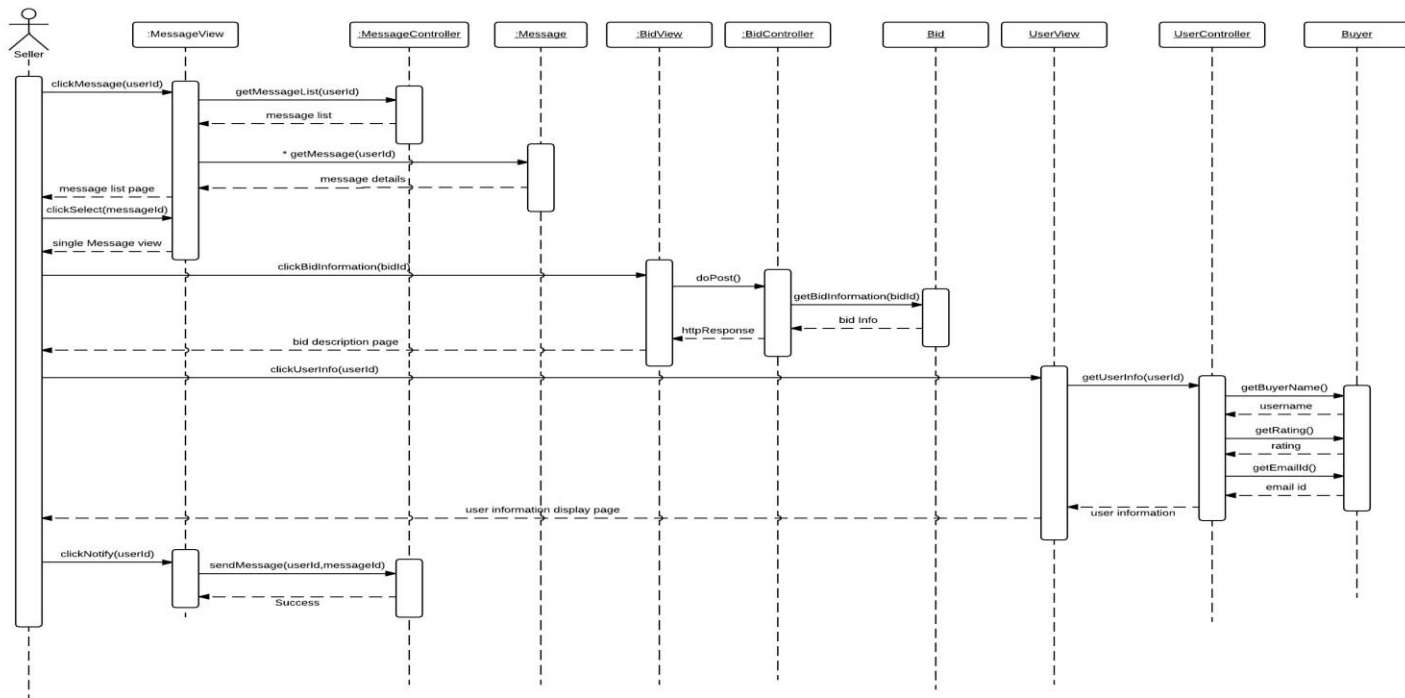 Seller
:MessageView
:MessageController
:Message
:BidView
:BidController
Bid
UserView
UserController
Buyer
clickMessage(userId)
getMessageList(userId)
message list
* getMessage(userId)
message details
message list page
clickSelect(messageId)
single Message view
clickBidInformation(bidId)
doPost()
getBidInformation(bidId)
bid Info
httpResponse
bid description page
clickUserInfo(userId)
getUserInfo(userId)
getBuyerName()
username
getRating()
rating
getEmailId()
email id
user information
user information display page
clickNotify(userId)
sendMessage(userId,messageId)
Success